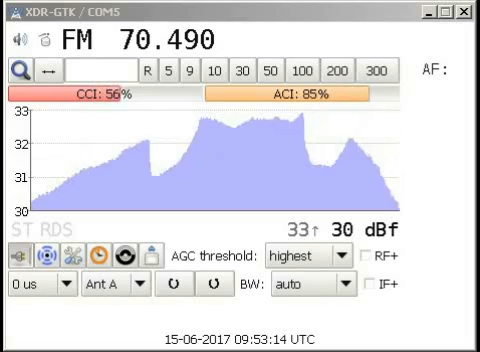 XDR-GTK / COM5
FM 70.490
R 5 9 10 30 50 100 200 300 AF:
CCI: 56% ACI: 85%
33
32
31
30
ST RDS 33↑ 30 dBf
AGC threshold: highest RF+
0 us Ant A BW: auto IF+
15-06-2017 09:53:14 UTC